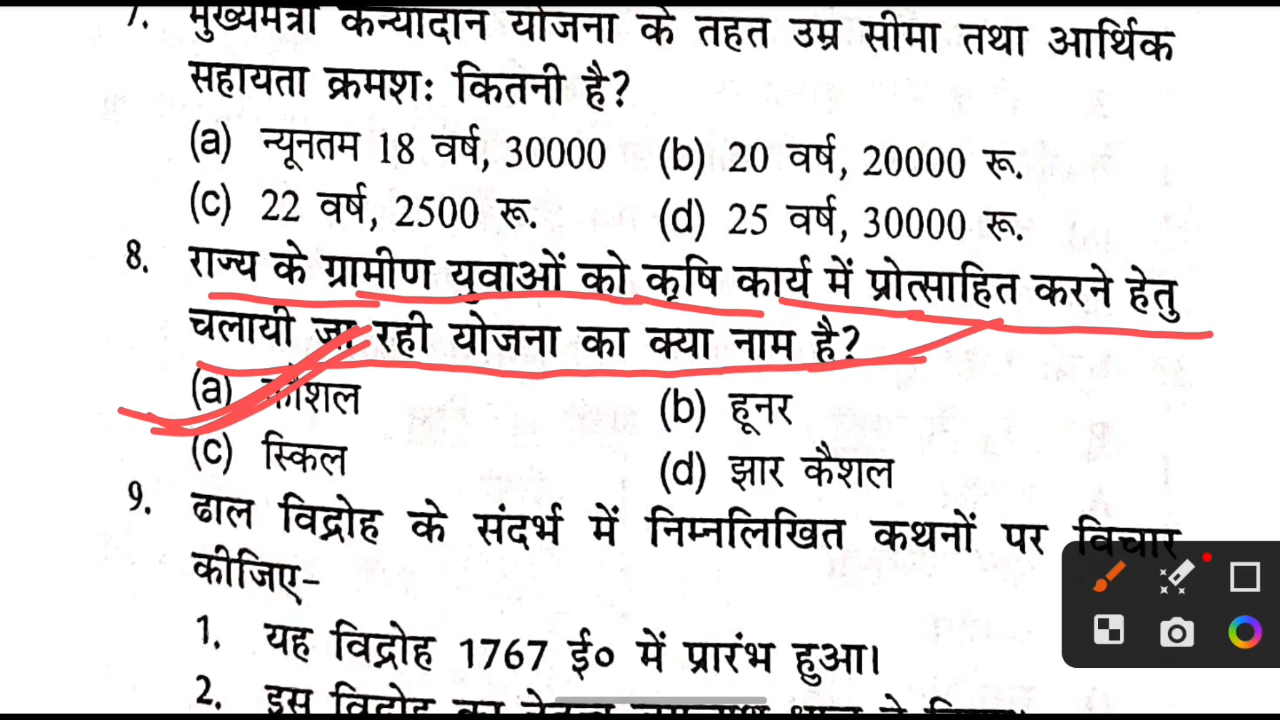 7. मुख्यमंत्री कन्यादान योजना के तहत उम्र सीमा तथा आर्थिक
सहायता क्रमशः कितनी है?
(a) न्यूनतम 18 वर्ष, 30000 (b) 20 वर्ष, 20000 रू.
(c) 22 वर्ष, 2500 रू. (d) 25 वर्ष, 30000 रू.
8. राज्य के ग्रामीण युवाओं को कृषि कार्य में प्रोत्साहित करने हेतु
चलायी जा रही योजना का क्या नाम है?
(a) कौशल (b) हूनर
(c) स्किल (d) झार कैशल
9. ढाल विद्रोह के संदर्भ में निम्नलिखित कथनों पर विचार
कीजिए-
1. यह विद्रोह 1767 ई० में प्रारंभ हुआ।
2. इस विद्रोह का नेतृत्व